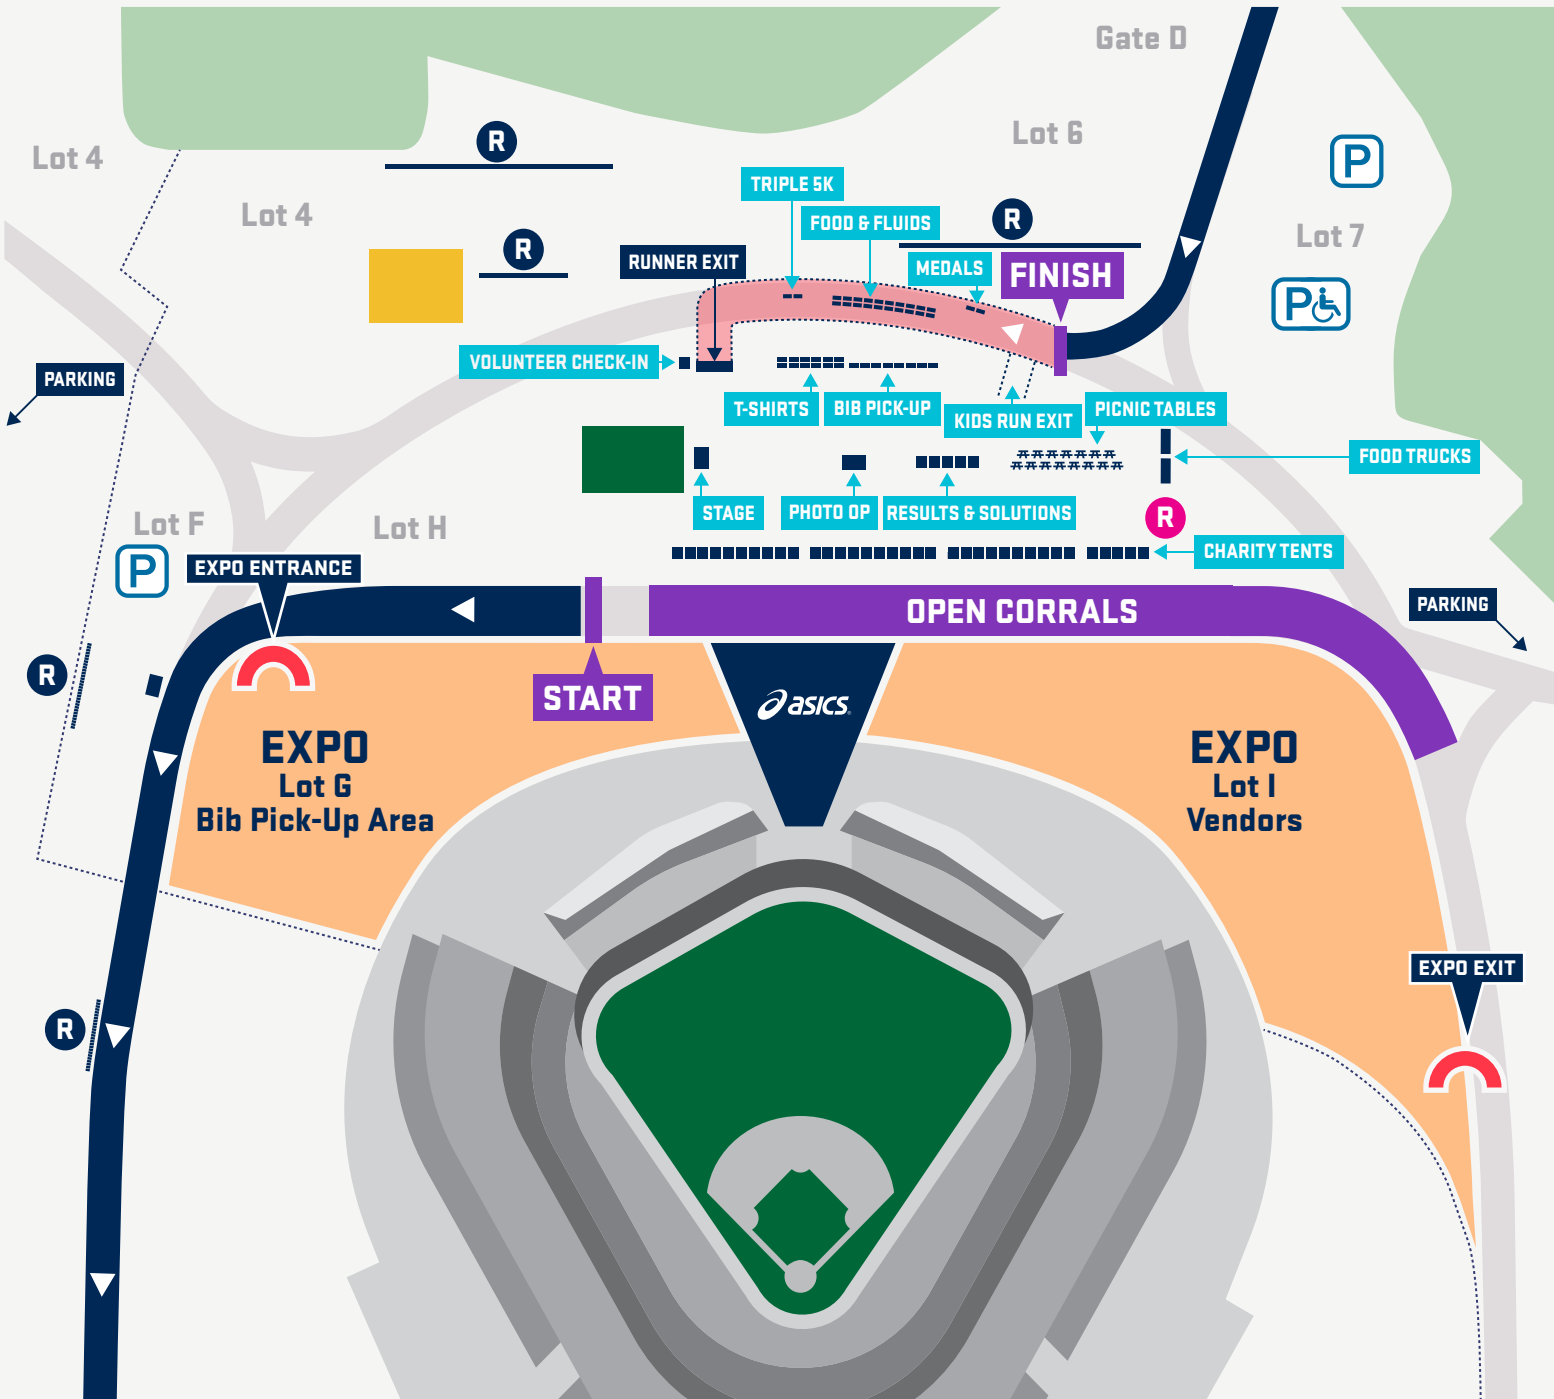 Gate D
Lot 4
R
Lot 6
P
Lot 4
TRIPLE 5K
FOOD & FLUIDS
R
Lot 7
R
RUNNER EXIT
MEDALS
FINISH
P
VOLUNTEER CHECK-IN
PARKING
T-SHIRTS
BIB PICK-UP
KIDS RUN EXIT
PICNIC TABLES
FOOD TRUCKS
Lot F
Lot H
STAGE
PHOTO OP
RESULTS & SOLUTIONS
R
P
EXPO ENTRANCE
CHARITY TENTS
OPEN CORRALS
PARKING
R
START
asics
EXPO
Lot G
Bib Pick-Up Area
EXPO
Lot I
Vendors
EXPO EXIT
R